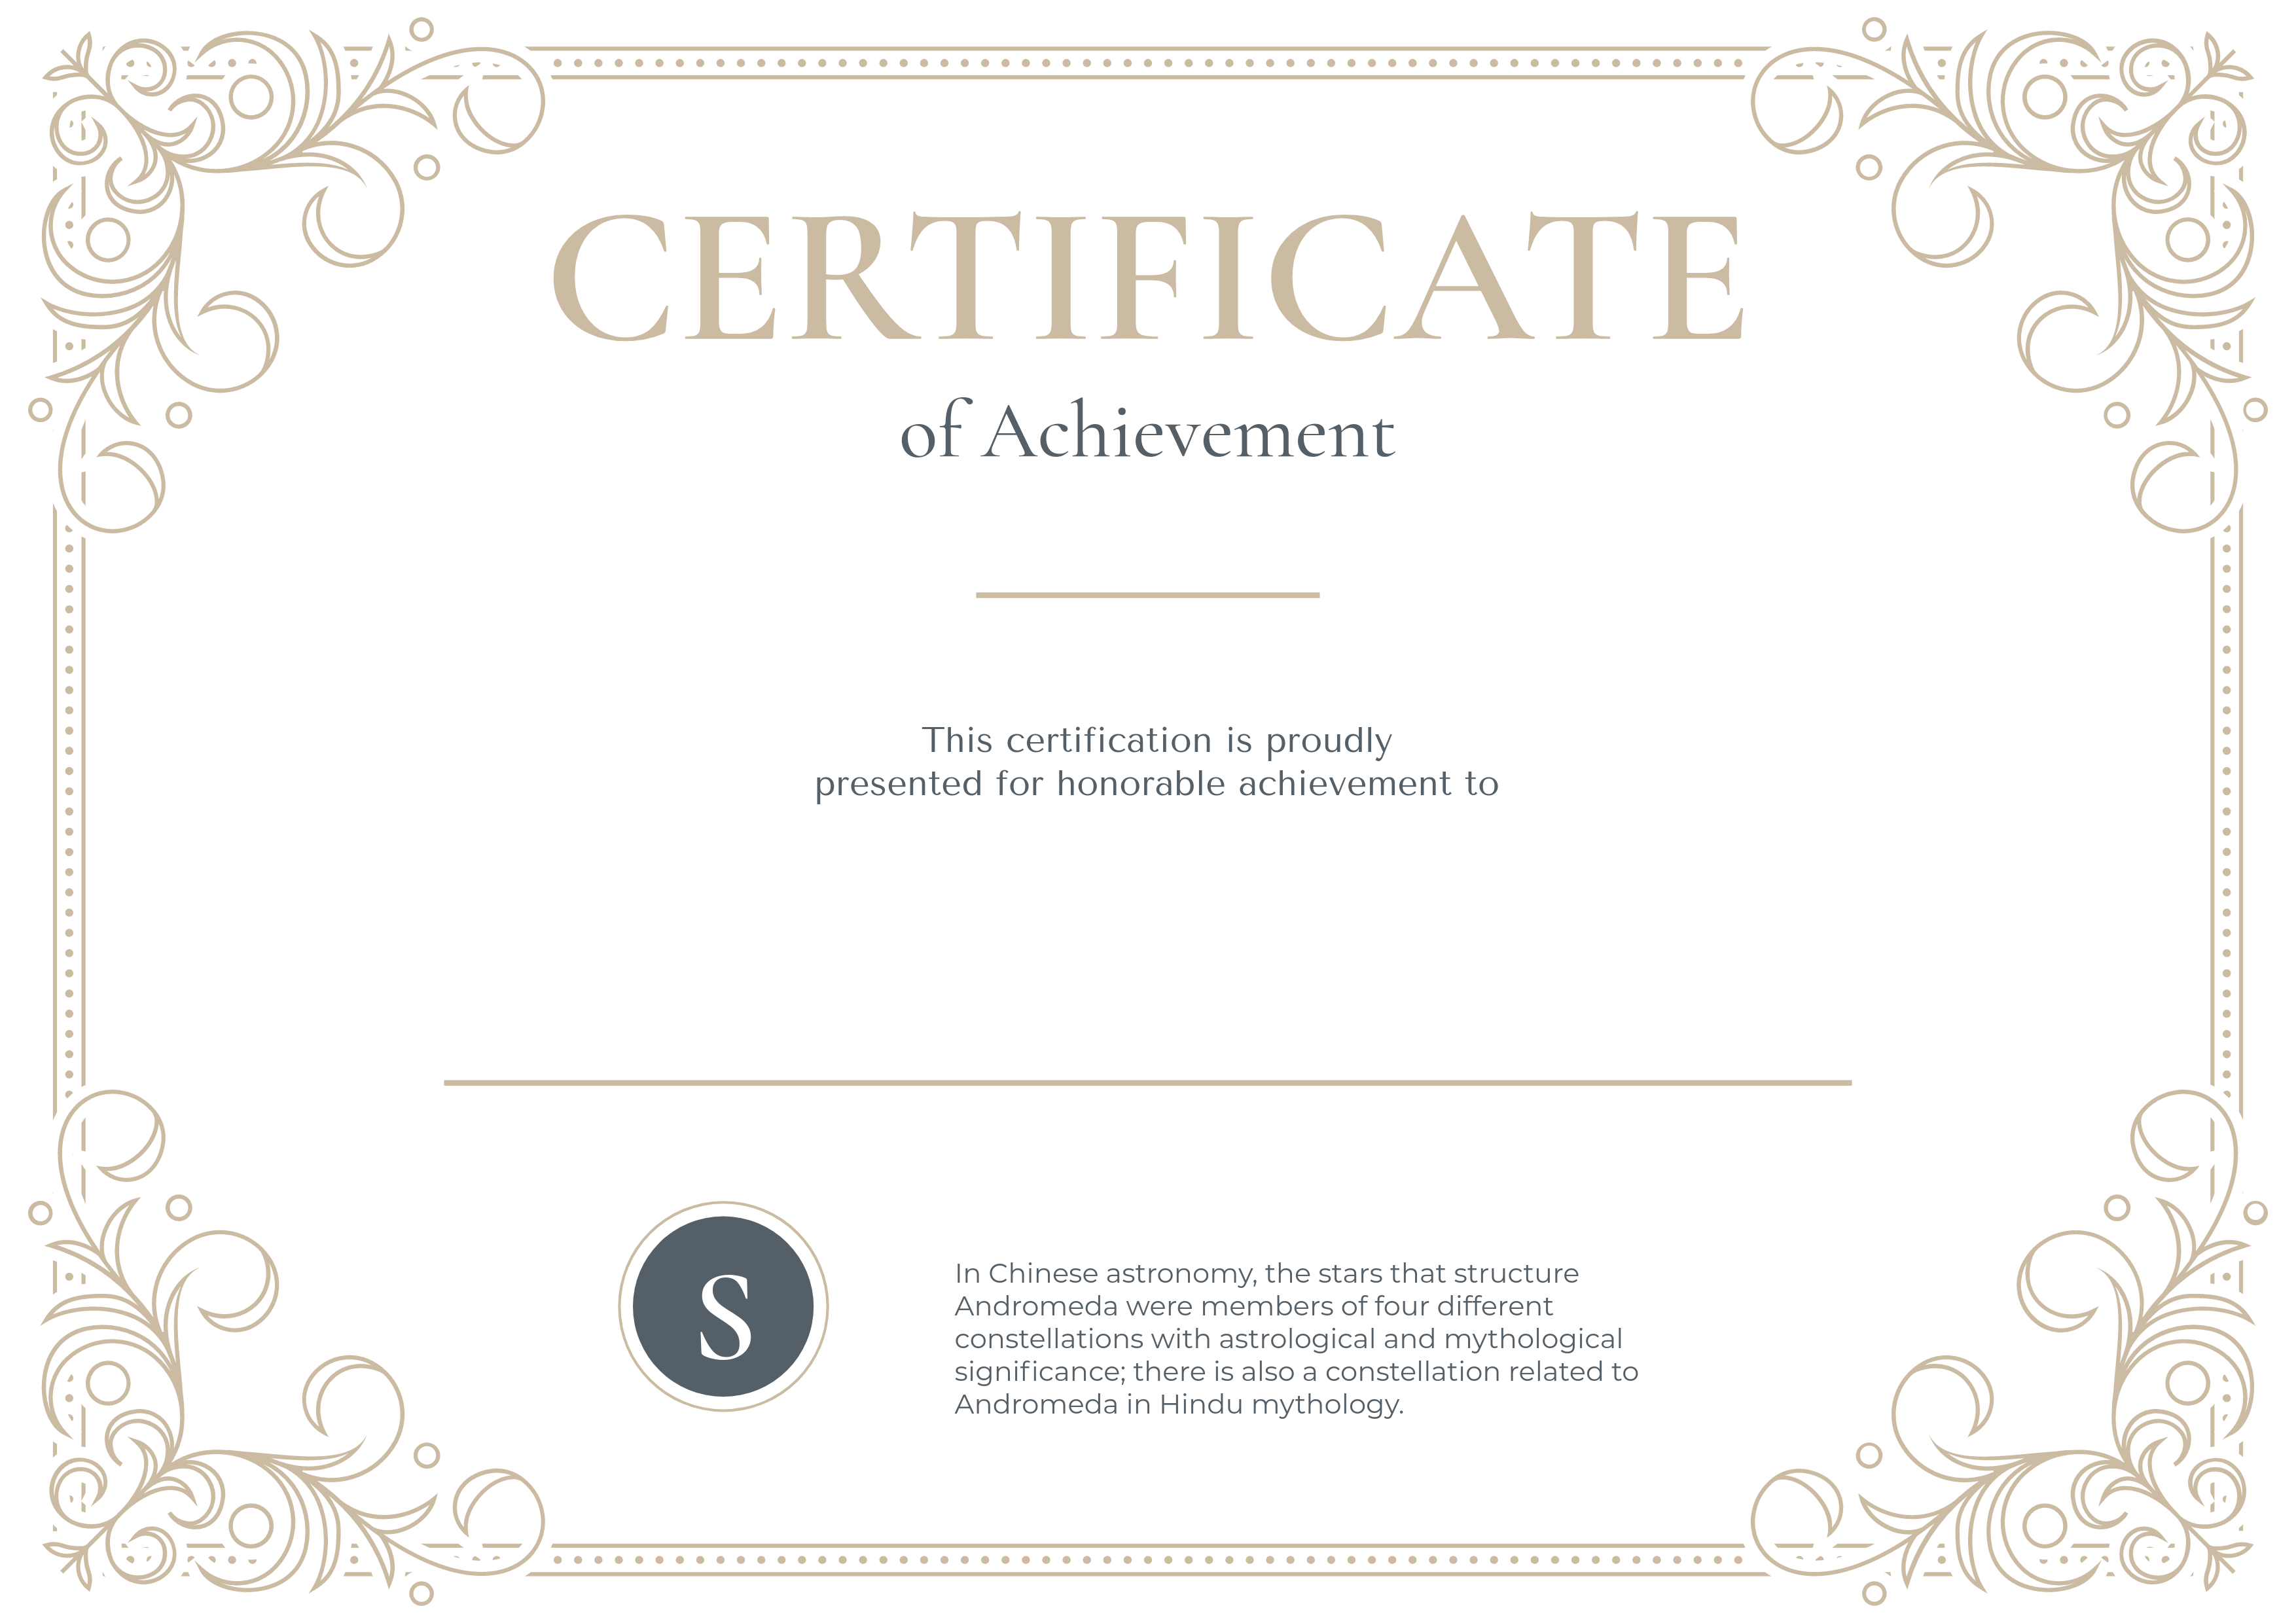 CERTIFICATE
of Achievement
This certification is proudly
presented for honorable achievement to
S
In Chinese astronomy, the stars that structure
Andromeda were members of four different
constellations with astrological and mythological
significance; there is also a constellation related to
Andromeda in Hindu mythology.